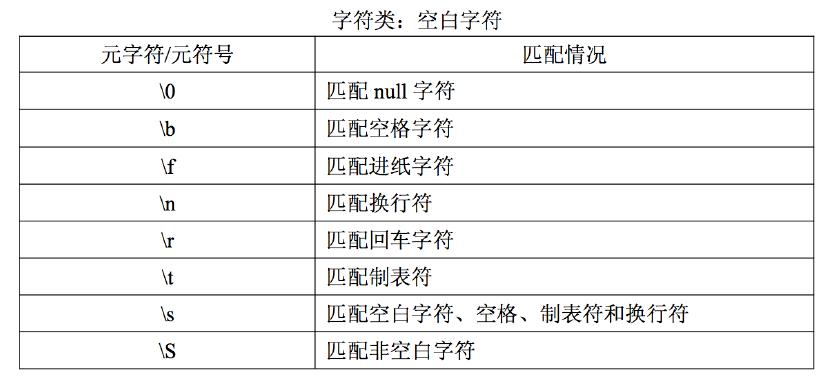 字符类：空白字符
元字符/元符号 匹配情况
\0 匹配 null 字符
\b 匹配空格字符
\f 匹配进纸字符
\n 匹配换行符
\r 匹配回车字符
\t 匹配制表符
\s 匹配空白字符、空格、制表符和换行符
\S 匹配非空白字符